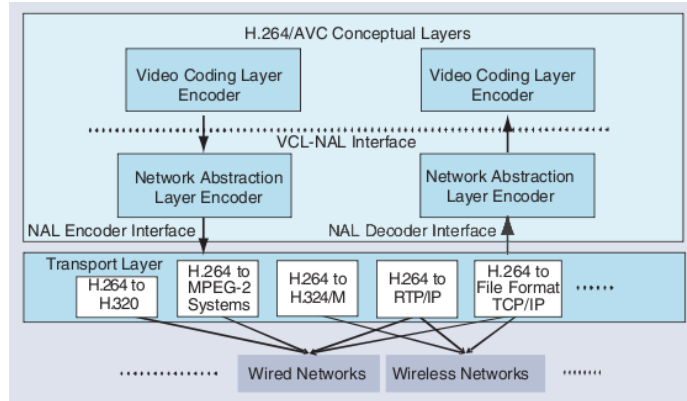 H.264/AVC Conceptual Layers
Video Coding Layer
Encoder
Video Coding Layer
Encoder
VCL-NAL Interface
Network Abstraction
Layer Encoder
Network Abstraction
Layer Encoder
NAL Encoder Interface
NAL Decoder Interface
Transport Layer
H.264 to
H.320
H.264 to
MPEG-2
Systems
H.264 to
H.324/M
H.264 to
RTP/IP
H.264 to
File Format
TCP/IP
Wired Networks
Wireless Networks